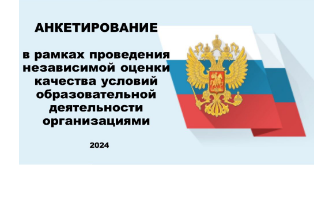 АНКЕТИРОВАНИЕ
в рамках проведения
независимой оценки
качества условий
образовательной
деятельности
организациями
2024